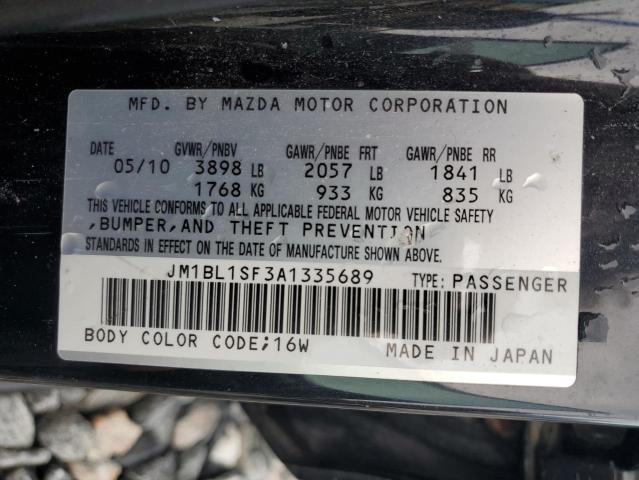 MFD. BY MAZDA MOTOR CORPORATION
DATE GVWR/PNBV GAWR/PNBE FRT GAWR/PNBE RR
05/10 3898 LB 2057 LB 1841 LB
1768 KG 933 KG 835 KG
THIS VEHICLE CONFORMS TO ALL APPLICABLE FEDERAL MOTOR VEHICLE SAFETY
,BUMPER,AND THEFT PREVENTION
STANDARDS IN EFFECT ON THE DATE OF MANUFACTURE SHOWN ABOVE.
JM1BL1SF3A1335689 TYPE: PASSENGER
BODY COLOR CODE;16W MADE IN JAPAN